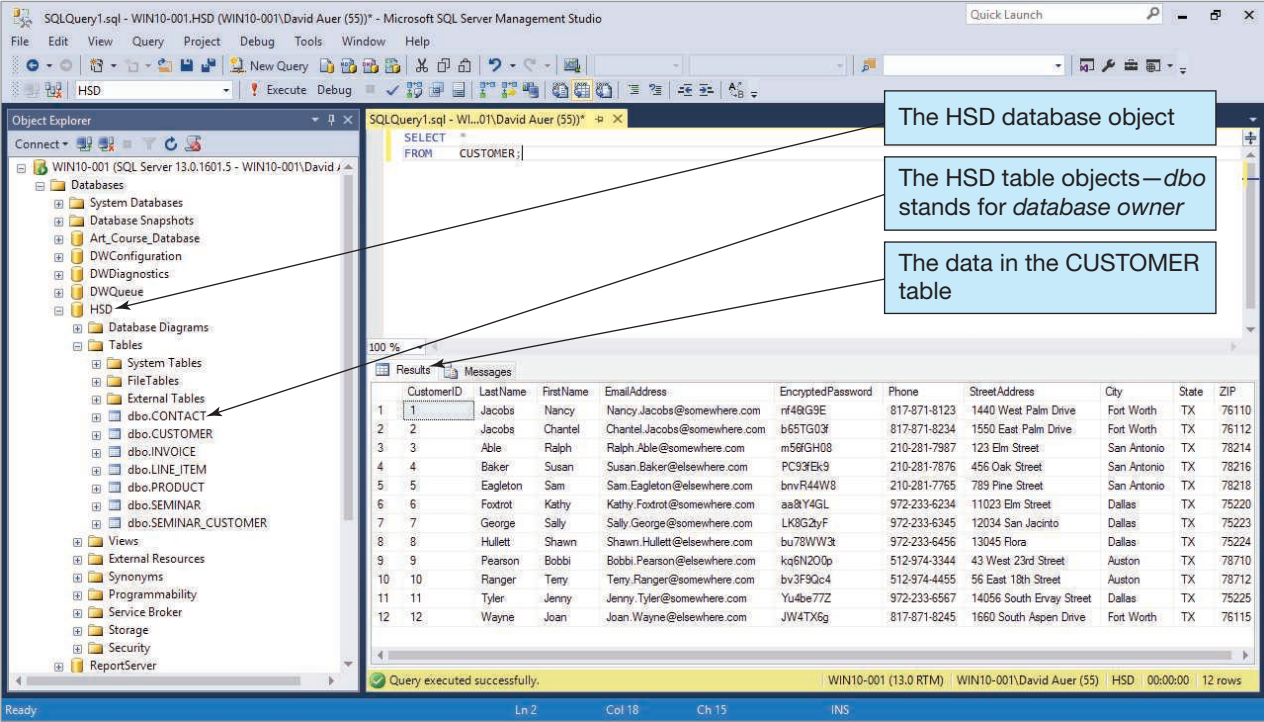 SQLQuery1.sql - WIN10-001.HSD (WIN10-001\David Auer (55))* - Microsoft SQL Server Management Studio
Quick Launch
File Edit View Query Project Debug Tools Window Help
New Query
HSD
Execute Debug
Object Explorer
Connect
WIN10-001 (SQL Server 13.0.1601.5 - WIN10-001\David
Databases
System Databases
Database Snapshots
Art_Course_Database
DWConfiguration
DWDiagnostics
DWQueue
HSD
Database Diagrams
Tables
System Tables
FileTables
External Tables
dbo.CONTACT
dbo.CUSTOMER
dbo.INVOICE
dbo.LINE_ITEM
dbo.PRODUCT
dbo.SEMINAR
dbo.SEMINAR_CUSTOMER
Views
External Resources
Synonyms
Programmability
Service Broker
Storage
Security
ReportServer
SQLQuery1.sql - WI...01\David Auer (55))*
SELECT *
FROM CUSTOMER;
The HSD database object
The HSD table objects—dbo
stands for database owner
The data in the CUSTOMER
table
100 %
Results Messages
CustomerID LastName FirstName EmailAddress EncryptedPassword Phone StreetAddress City State ZIP
1 1 Jacobs Nancy Nancy.Jacobs@somewhere.com nf46tG9E 817-871-8123 1440 West Palm Drive Fort Worth TX 76110
2 2 Jacobs Chantel Chantel.Jacobs@somewhere.com b65TG03f 817-871-8234 1550 East Palm Drive Fort Worth TX 76112
3 3 Able Ralph Ralph.Able@somewhere.com m56fGH08 210-281-7987 123 Elm Street San Antonio TX 78214
4 4 Baker Susan Susan.Baker@elsewhere.com PC93fEk9 210-281-7876 456 Oak Street San Antonio TX 78216
5 5 Eagleton Sam Sam.Eagleton@elsewhere.com bnvR44W8 210-281-7765 789 Pine Street San Antonio TX 78218
6 6 Foxtrot Kathy Kathy.Foxtrot@somewhere.com aa8tY4GL 972-233-6234 11023 Elm Street Dallas TX 75220
7 7 George Sally Sally.George@somewhere.com LK8G2tyF 972-233-6345 12034 San Jacinto Dallas TX 75223
8 8 Hullett Shawn Shawn.Hullett@elsewhere.com bu78WW3t 972-233-6456 13045 Flora Dallas TX 75224
9 9 Pearson Bobbi Bobbi.Pearson@elsewhere.com kq6N2O0p 512-974-3344 43 West 23rd Street Auston TX 78710
10 10 Ranger Terry Terry.Ranger@somewhere.com bv3F9Qc4 512-974-4455 56 East 18th Street Auston TX 78712
11 11 Tyler Jenny Jenny.Tyler@somewhere.com Yu4be77Z 972-233-6567 14056 South Ervay Street Dallas TX 75225
12 12 Wayne Joan Joan.Wayne@elsewhere.com JW4TX6g 817-871-8245 1660 South Aspen Drive Fort Worth TX 76115
Query executed successfully. WIN10-001 (13.0 RTM) WIN10-001\David Auer (55) HSD 00:00:00 12 rows
Ready Ln 2 Col 18 Ch 15 INS